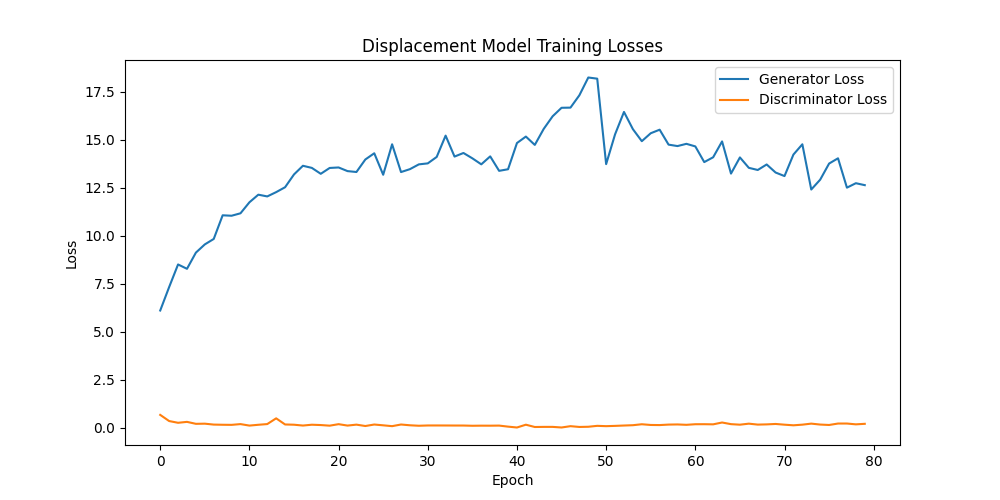 Displacement Model Training Losses
Generator Loss
Discriminator Loss
17.5
15.0
12.5
10.0
7.5
5.0
2.5
0.0
Loss
0 10 20 30 40 50 60 70 80
Epoch